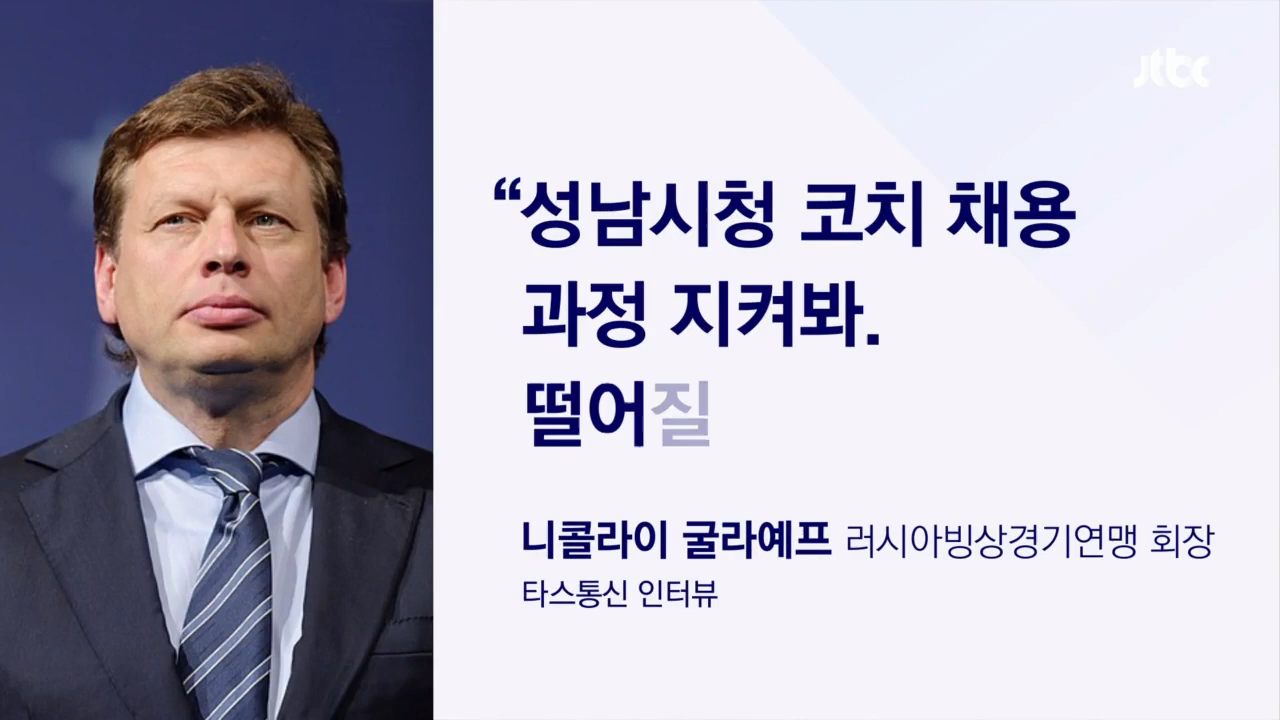 jtbc
“성남시청 코치 채용
과정 지켜봐.
떨어질
니콜라이 굴라예프 러시아빙상경기연맹 회장
타스통신 인터뷰